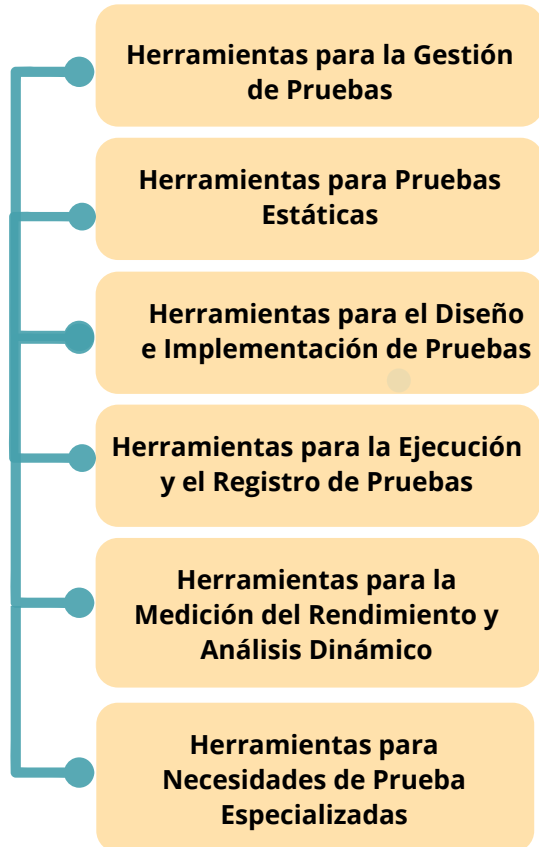 Herramientas para la Gestión
de Pruebas
Herramientas para Pruebas
Estáticas
Herramientas para el Diseño
e Implementación de Pruebas
Herramientas para la Ejecución
y el Registro de Pruebas
Herramientas para la
Medición del Rendimiento y
Análisis Dinámico
Herramientas para
Necesidades de Prueba
Especializadas